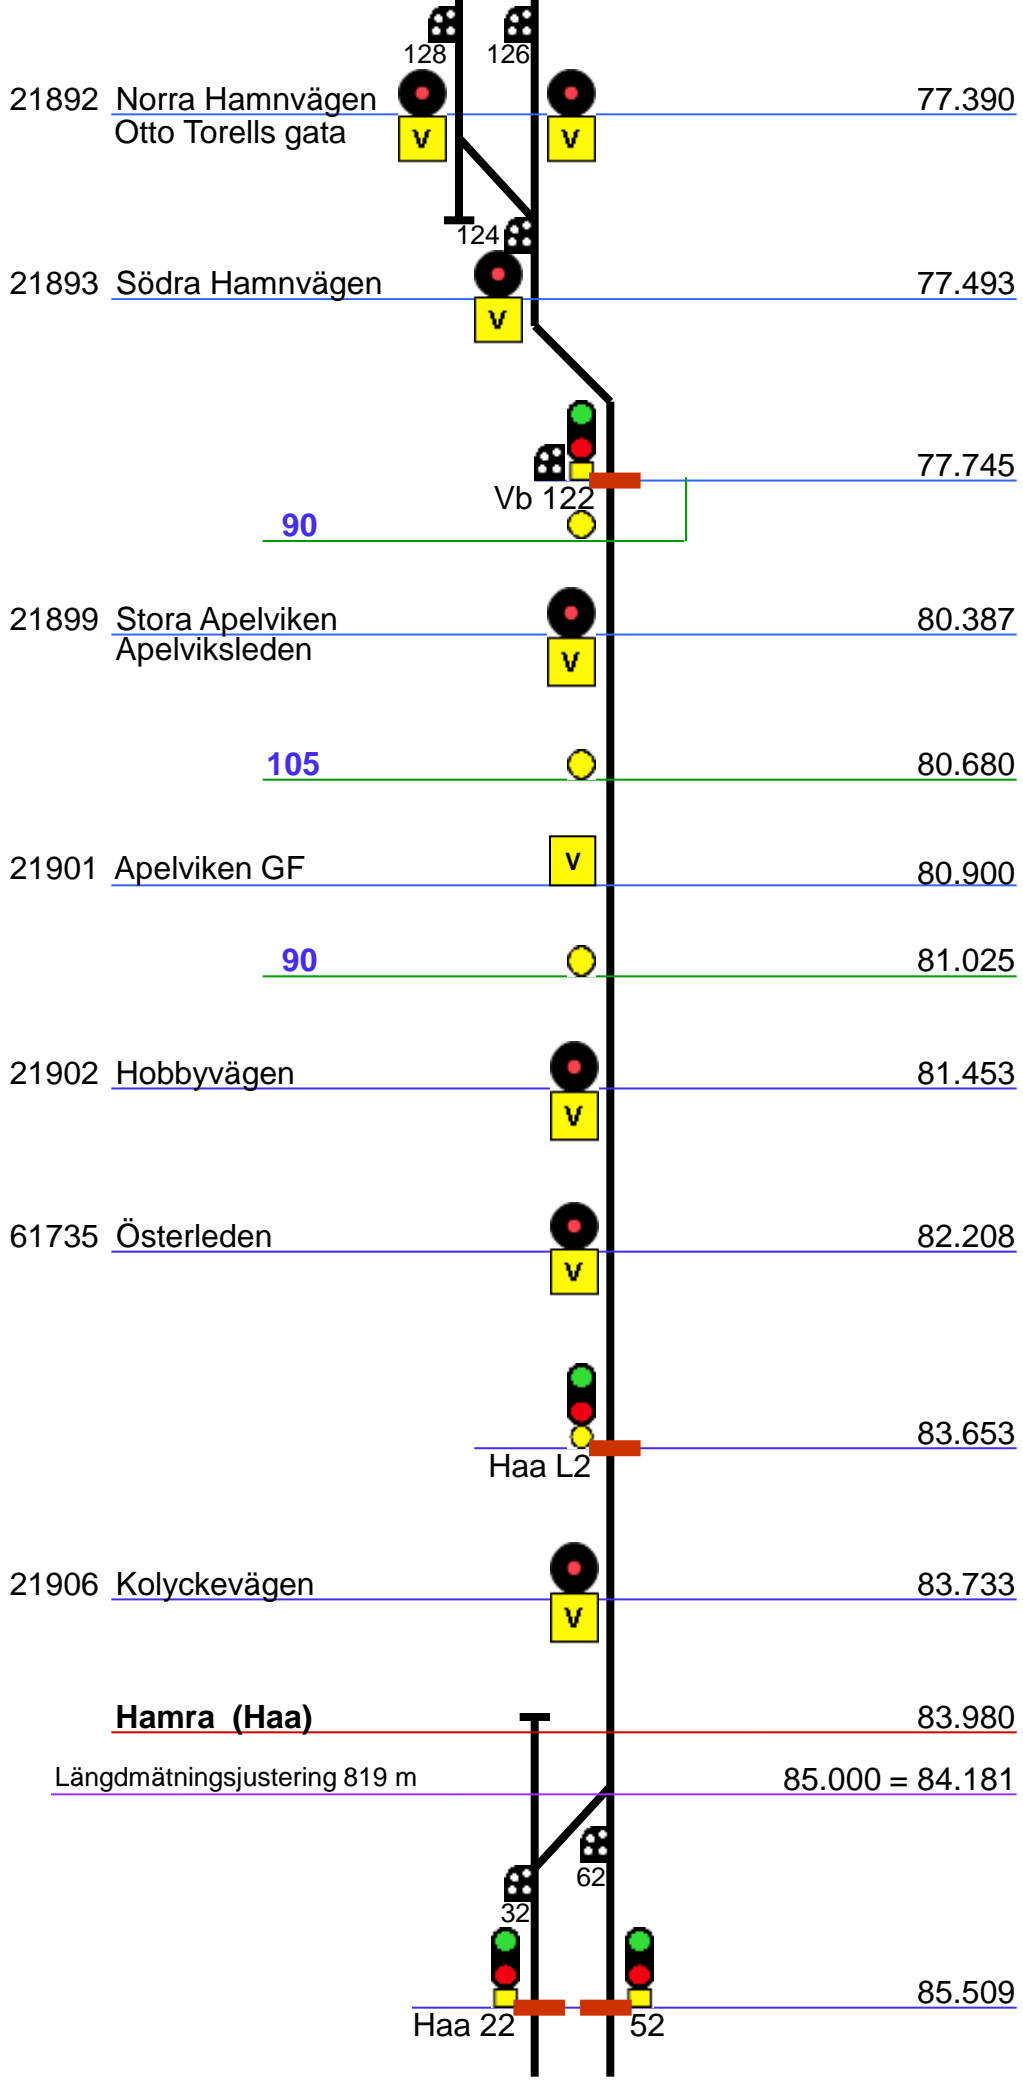 128 126
21892 Norra Hamnvägen 77.390
Otto Torells gata
V V
124
21893 Södra Hamnvägen 77.493
V
77.745
Vb 122
90
21899 Stora Apelviken 80.387
Apelviksleden
V
105 80.680
21901 Apelviken GF V 80.900
90 81.025
21902 Hobbyvägen 81.453
V
61735 Österleden 82.208
V
83.653
Haa L2
21906 Kolyckevägen 83.733
V
Hamra (Haa) 83.980
Längdmätningsjustering 819 m 85.000 = 84.181
62
32
85.509
Haa 22 52